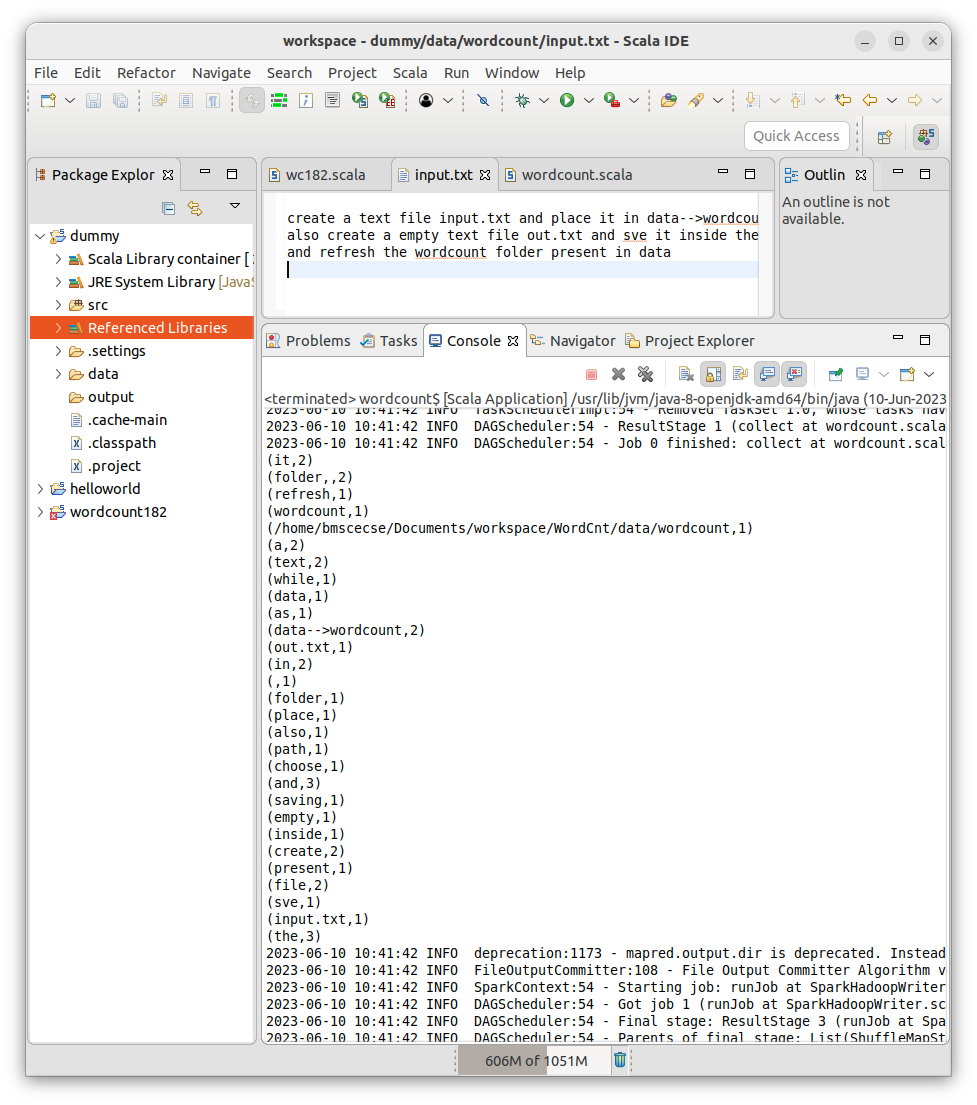 workspace - dummy/data/wordcount/input.txt - Scala IDE
File Edit Refactor Navigate Search Project Scala Run Window Help
Quick Access
Package Explor
dummy
Scala Library container [
JRE System Library [JavaS
src
Referenced Libraries
.settings
data
output
.cache-main
.classpath
.project
helloworld
wordcount182
wc182.scala input.txt wordcount.scala
create a text file input.txt and place it in data-->wordcou
also create a empty text file out.txt and sve it inside the
and refresh the wordcount folder present in data
Outlin
An outline is not
available.
Problems Tasks Console Navigator Project Explorer
<terminated> wordcount$ [Scala Application] /usr/lib/jvm/java-8-openjdk-amd64/bin/java (10-Jun-2023
2023-06-10 10:41:42 INFO  TaskSchedulerImpl:54 - Removed TaskSet 1.0, whose tasks hav
2023-06-10 10:41:42 INFO  DAGScheduler:54 - ResultStage 1 (collect at wordcount.scala
2023-06-10 10:41:42 INFO  DAGScheduler:54 - Job 0 finished: collect at wordcount.scal
(it,2)
(folder,,2)
(refresh,1)
(wordcount,1)
(/home/bmscecse/Documents/workspace/WordCnt/data/wordcount,1)
(a,2)
(text,2)
(while,1)
(data,1)
(as,1)
(data-->wordcount,2)
(out.txt,1)
(in,2)
(,1)
(folder,1)
(place,1)
(also,1)
(path,1)
(choose,1)
(and,3)
(saving,1)
(empty,1)
(inside,1)
(create,2)
(present,1)
(file,2)
(sve,1)
(input.txt,1)
(the,3)
2023-06-10 10:41:42 INFO  deprecation:1173 - mapred.output.dir is deprecated. Instead
2023-06-10 10:41:42 INFO  FileOutputCommitter:108 - File Output Committer Algorithm v
2023-06-10 10:41:42 INFO  SparkContext:54 - Starting job: runJob at SparkHadoopWriter
2023-06-10 10:41:42 INFO  DAGScheduler:54 - Got job 1 (runJob at SparkHadoopWriter.sc
2023-06-10 10:41:42 INFO  DAGScheduler:54 - Final stage: ResultStage 3 (runJob at Spa
2023-06-10 10:41:42 INFO  DAGScheduler:54 - Parents of final stage: List(ShuffleMapSt
606M of 1051M